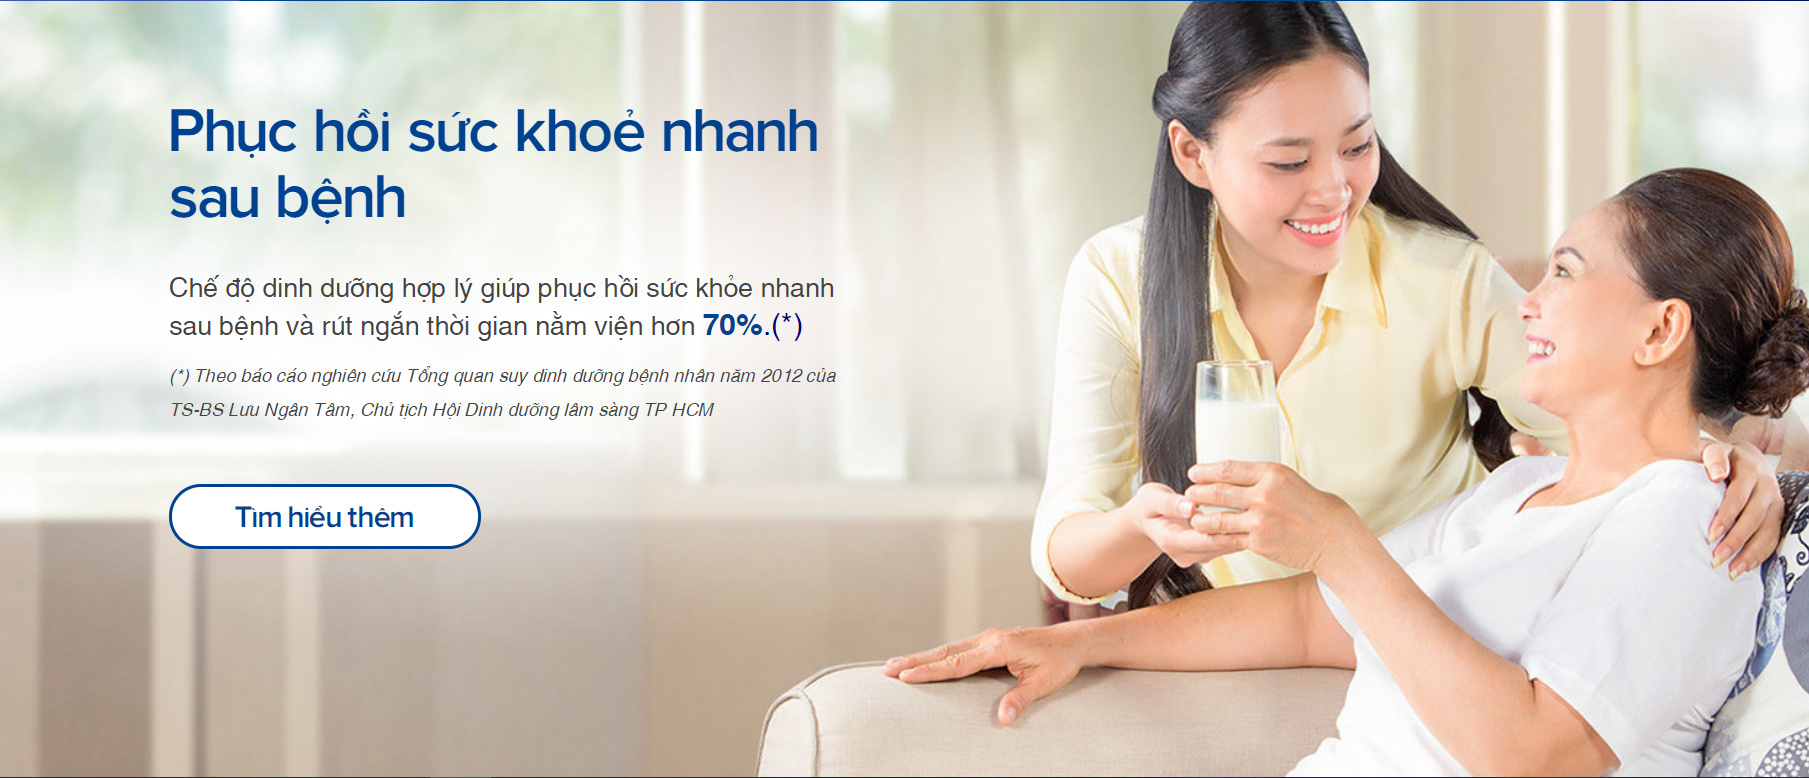 Phục hồi sức khoẻ nhanh
sau bệnh
Chế độ dinh dưỡng hợp lý giúp phục hồi sức khỏe nhanh
sau bệnh và rút ngắn thời gian nằm viện hơn 70%.(*)
(*) Theo báo cáo nghiên cứu Tổng quan suy dinh dưỡng bệnh nhân năm 2012 của
TS-BS Lưu Ngân Tâm, Chủ tịch Hội Dinh dưỡng lâm sàng TP HCM
Tìm hiểu thêm